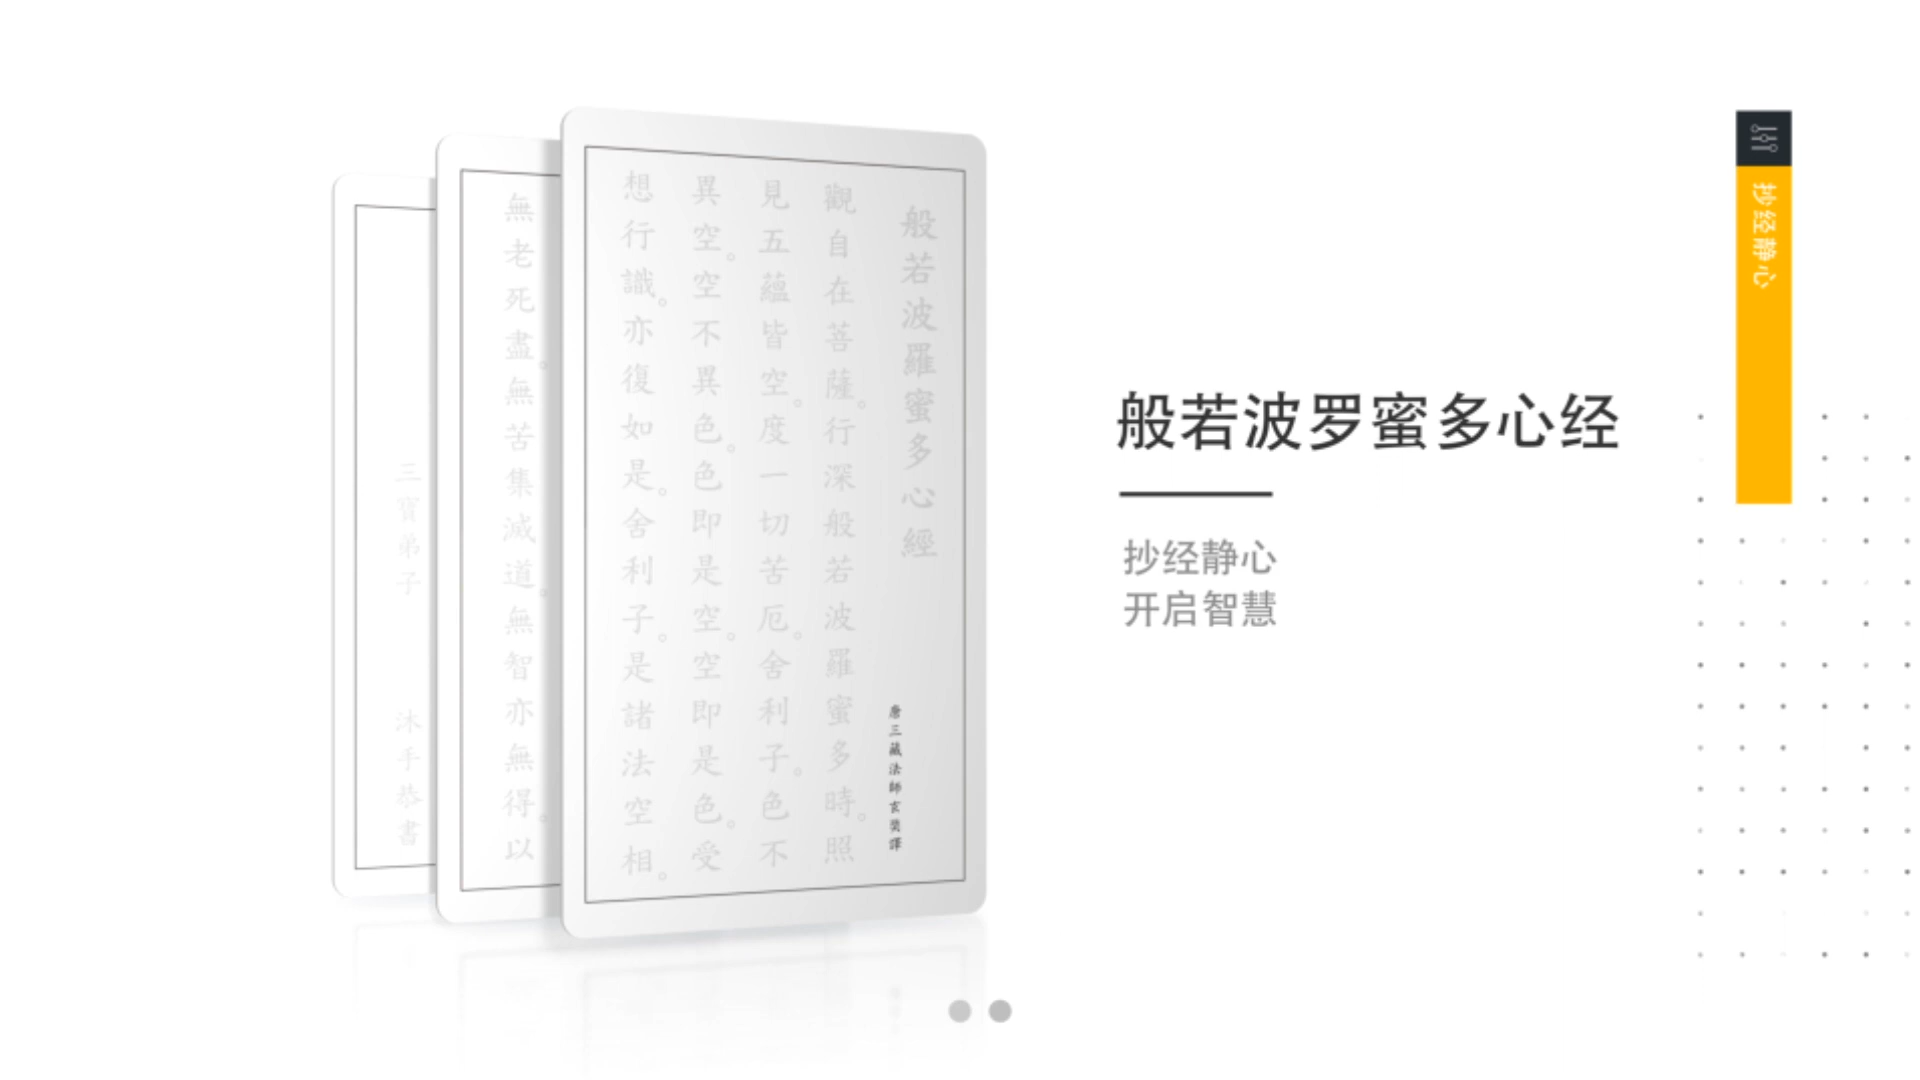 般若波羅蜜多心經
唐三藏法師玄奘譯
觀自在菩薩。行深般若波羅蜜多時。照
見五蘊皆空。度一切苦厄。舍利子。色不
異空。空不異色。色即是空。空即是色。受
想行識。亦復如是。舍利子。是諸法空相。
無老死盡。無苦集滅道。無智亦無得。以
三寶弟子
沐手恭書
般若波罗蜜多心经
抄经静心
开启智慧
抄经静心